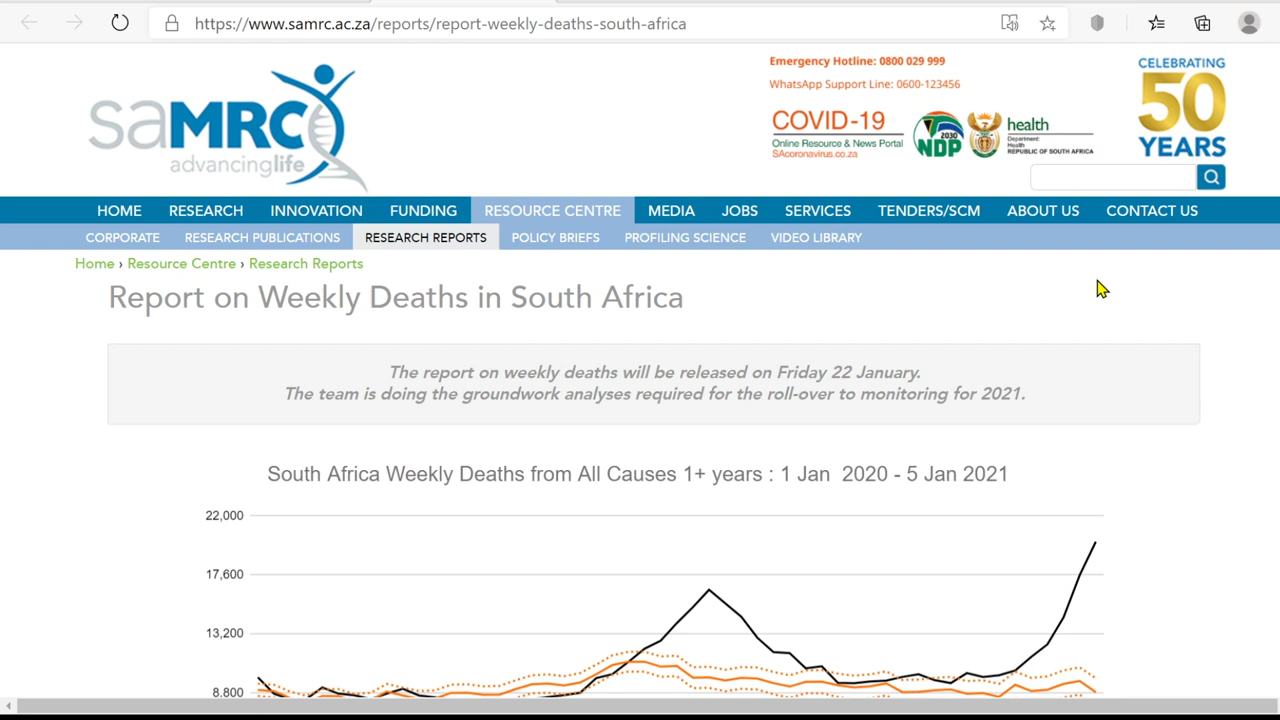 https://www.samrc.ac.za/reports/report-weekly-deaths-south-africa
saMRC
advancinglife
Emergency Hotline: 0800 029 999
WhatsApp Support Line: 0600-123456
COVID-19
Online Resource & News Portal
SAcoronavirus.co.za
2030
NDP
health
Department:
Health
REPUBLIC OF SOUTH AFRICA
CELEBRATING
50
YEARS
HOME RESEARCH INNOVATION FUNDING RESOURCE CENTRE MEDIA JOBS SERVICES TENDERS/SCM ABOUT US CONTACT US
CORPORATE RESEARCH PUBLICATIONS RESEARCH REPORTS POLICY BRIEFS PROFILING SCIENCE VIDEO LIBRARY
Home › Resource Centre › Research Reports
Report on Weekly Deaths in South Africa
The report on weekly deaths will be released on Friday 22 January.
The team is doing the groundwork analyses required for the roll-over to monitoring for 2021.
South Africa Weekly Deaths from All Causes 1+ years : 1 Jan 2020 - 5 Jan 2021
22,000
17,600
13,200
8,800